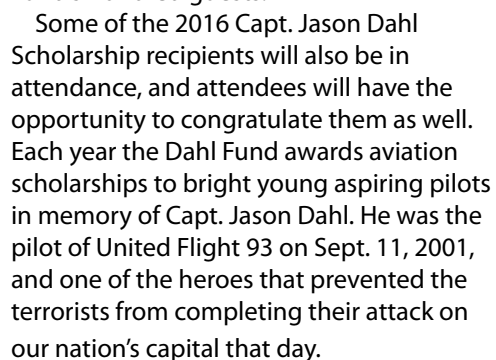 Some of the 2016 Capt. Jason Dahl
Scholarship recipients will also be in
attendance, and attendees will have the
opportunity to congratulate them as well.
Each year the Dahl Fund awards aviation
scholarships to bright young aspiring pilots
in memory of Capt. Jason Dahl. He was the
pilot of United Flight 93 on Sept. 11, 2001,
and one of the heroes that prevented the
terrorists from completing their attack on
our nation’s capital that day.